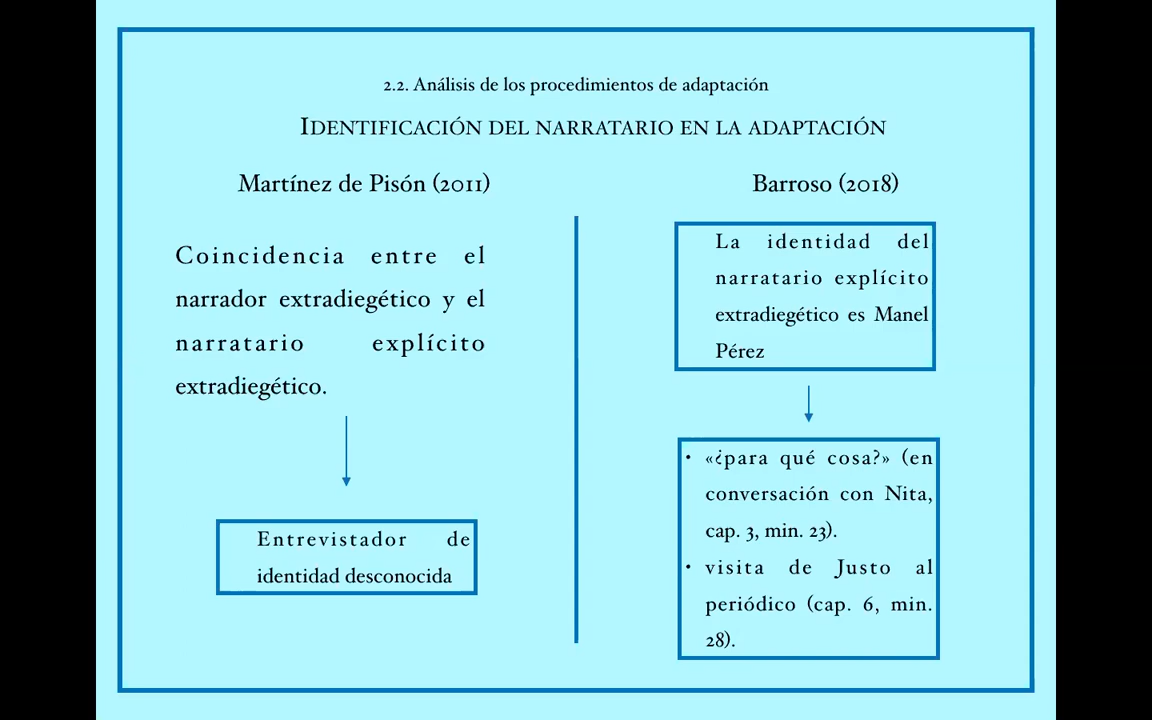 2.2. Análisis de los procedimientos de adaptación
IDENTIFICACIÓN DEL NARRATARIO EN LA ADAPTACIÓN
Martínez de Pisón (2011)
Coincidencia entre el
narrador extradiegético y el
narratario explícito
extradiegético.
Entrevistador de
identidad desconocida
Barroso (2018)
La identidad del
narratario explícito
extradiegético es Manel
Pérez
• «¿para qué cosa?» (en
conversación con Nita,
cap. 3, min. 23).
• visita de Justo al
periódico (cap. 6, min.
28).